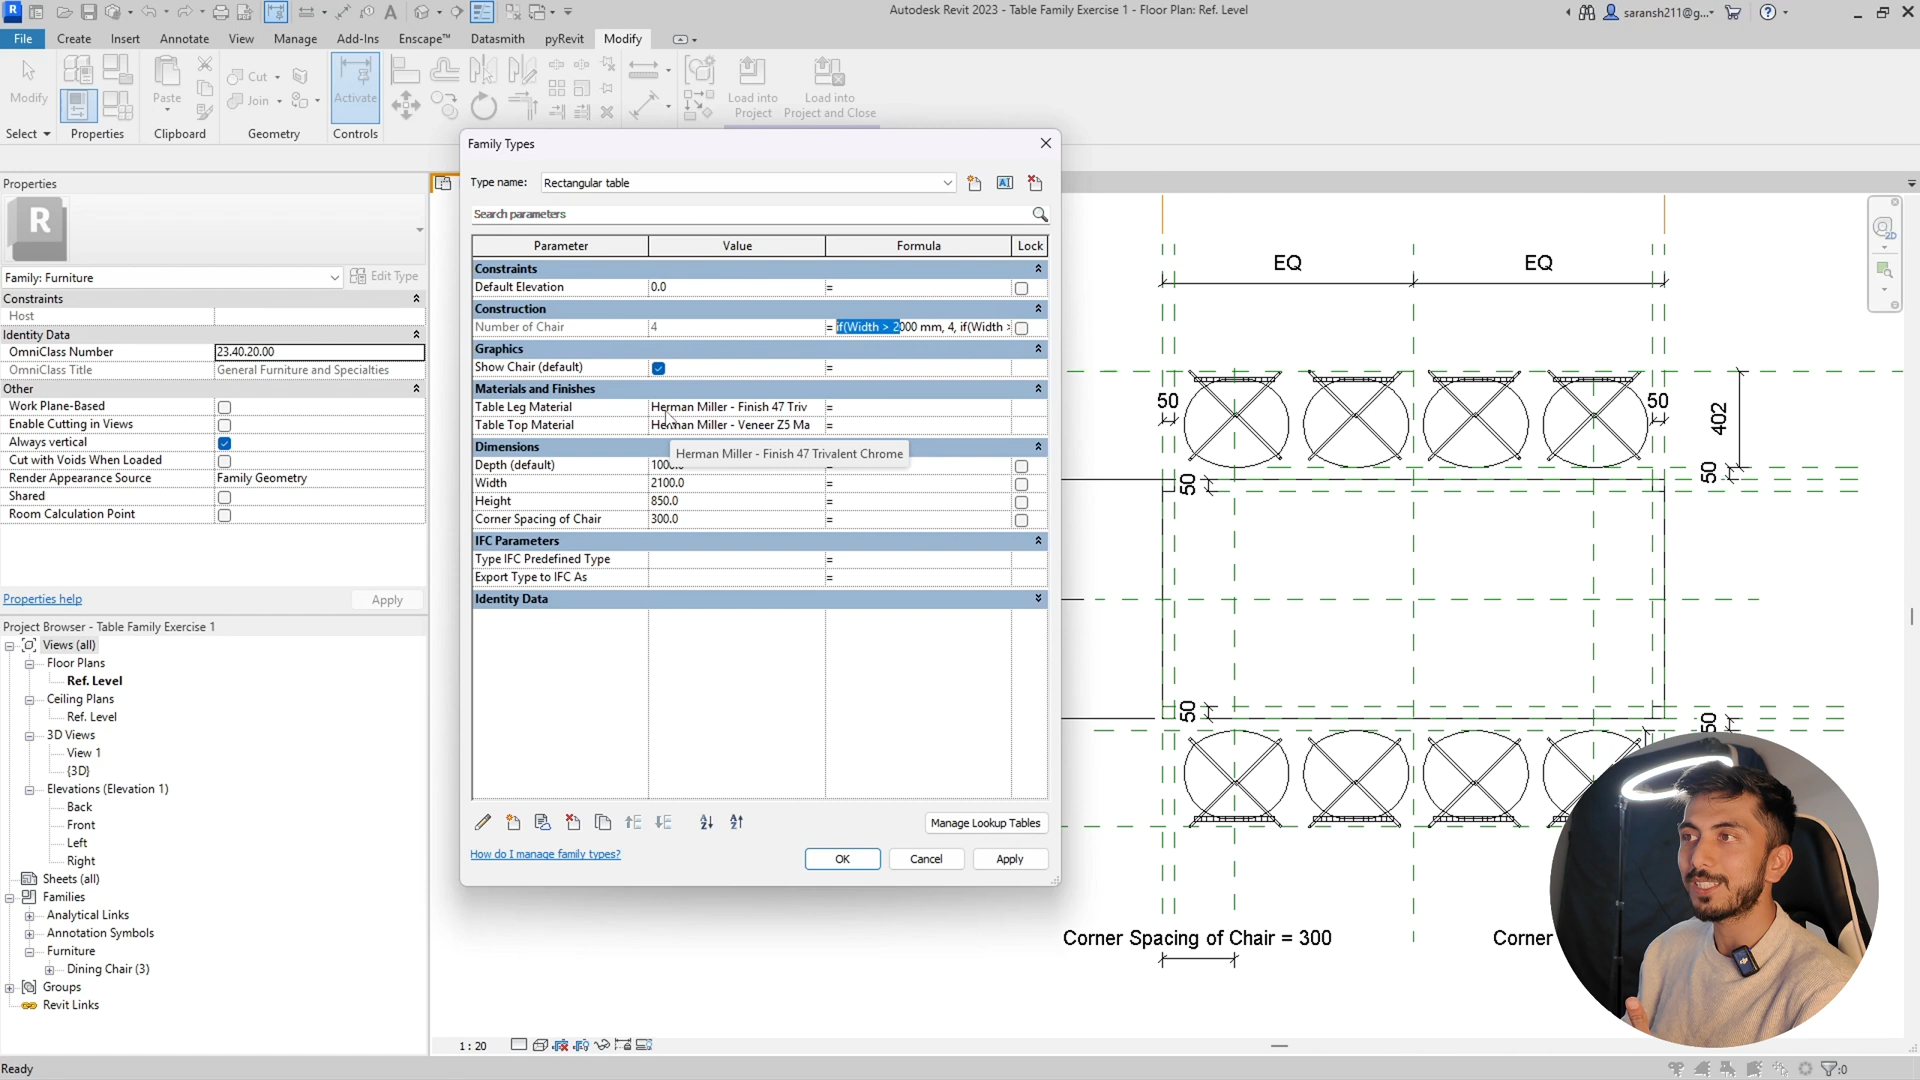 Autodesk Revit 2023 - Table Family Exercise 1 - Floor Plan: Ref. Level
saransh211@g...
File Create Insert Annotate View Manage Add-Ins Enscape™ Datasmith pyRevit Modify
Modify
Paste
Cut
Join
Activate
Load into Project
Load into Project and Close
Select
Properties
Clipboard
Geometry
Controls
Properties
R
Family: Furniture
Edit Type
Constraints
Host
Identity Data
OmniClass Number 23.40.20.00
OmniClass Title General Furniture and Specialties
Other
Work Plane-Based
Enable Cutting in Views
Always vertical
Cut with Voids When Loaded
Render Appearance Source Family Geometry
Shared
Room Calculation Point
Properties help
Apply
Project Browser - Table Family Exercise 1
Views (all)
Floor Plans
Ref. Level
Ceiling Plans
Ref. Level
3D Views
View 1
{3D}
Elevations (Elevation 1)
Back
Front
Left
Right
Sheets (all)
Families
Analytical Links
Annotation Symbols
Furniture
Dining Chair (3)
Groups
Revit Links
Ready
Family Types
Type name: Rectangular table
Search parameters
Parameter Value Formula Lock
Constraints
Default Elevation 0.0 =
Construction
Number of Chair 4 = if(Width > 2000 mm, 4, if(Width >
Graphics
Show Chair (default) =
Materials and Finishes
Table Leg Material Herman Miller - Finish 47 Triv =
Table Top Material Herman Miller - Veneer Z5 Ma =
Herman Miller - Finish 47 Trivalent Chrome
Dimensions
Depth (default) 1000.0 =
Width 2100.0 =
Height 850.0 =
Corner Spacing of Chair 300.0 =
IFC Parameters
Type IFC Predefined Type =
Export Type to IFC As =
Identity Data
Manage Lookup Tables
How do I manage family types?
OK Cancel Apply
2D
EQ EQ
50 50
402
50 50
50 50
Corner Spacing of Chair = 300
Corner
1 : 20
:0